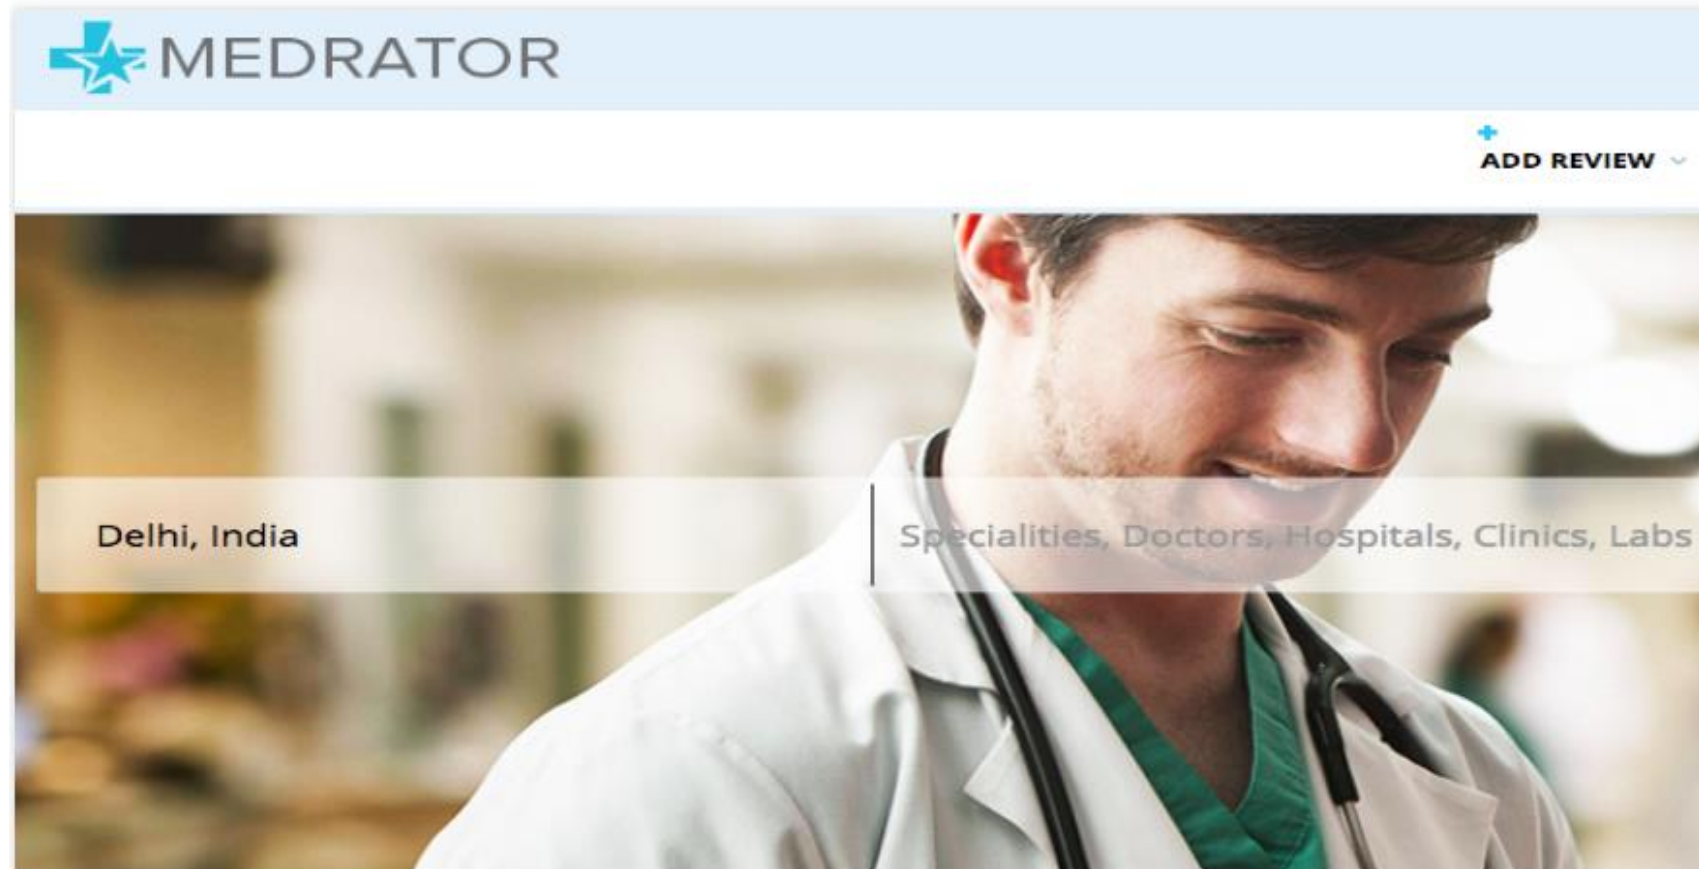 MEDRATOR
ADD REVIEW
Delhi, India
Specialities, Doctors, Hospitals, Clinics, Labs